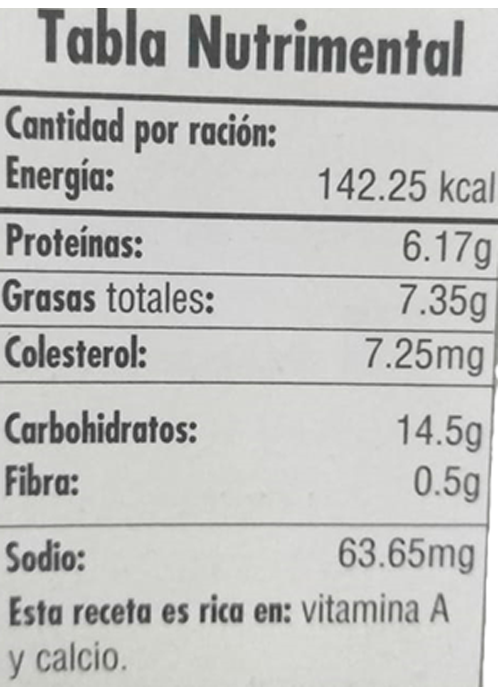 Tabla Nutrimental
Cantidad por ración:
Energía: 142.25 kcal
Proteínas: 6.17g
Grasas totales: 7.35g
Colesterol: 7.25mg
Carbohidratos: 14.5g
Fibra: 0.5g
Sodio: 63.65mg
Esta receta es rica en: vitamina A
y calcio.